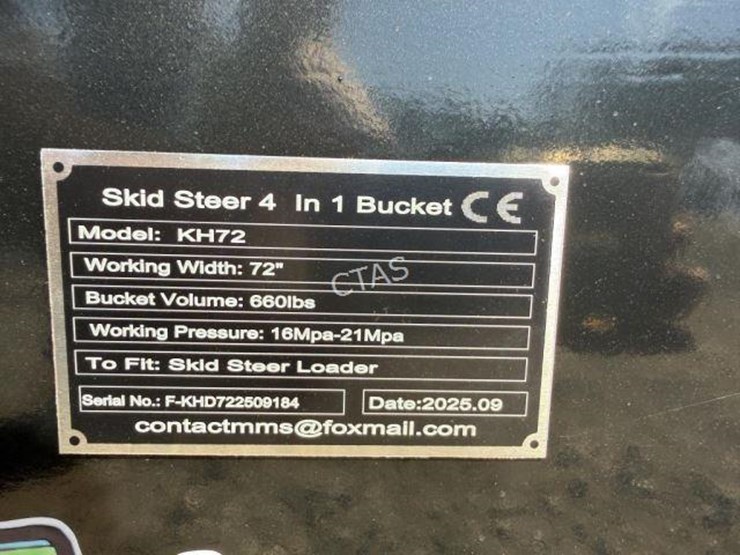 Skid Steer 4 In 1 Bucket CE
Model: KH72
Working Width: 72"
CTAS
Bucket Volume: 660lbs
Working Pressure: 16Mpa-21Mpa
To Fit: Skid Steer Loader
Serial No.: F-KHD722509184 Date:2025.09
contactmms@foxmail.com